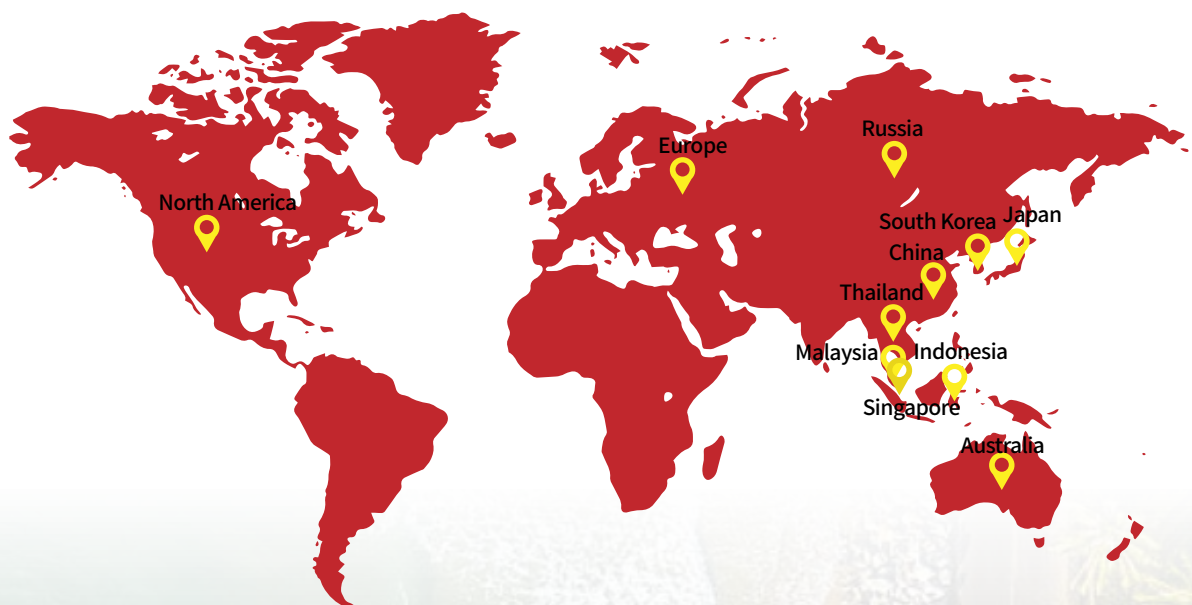 Russia
Europe
North America
Japan
South Korea
China
Thailand
Malaysia
Indonesia
Singapore
Australia